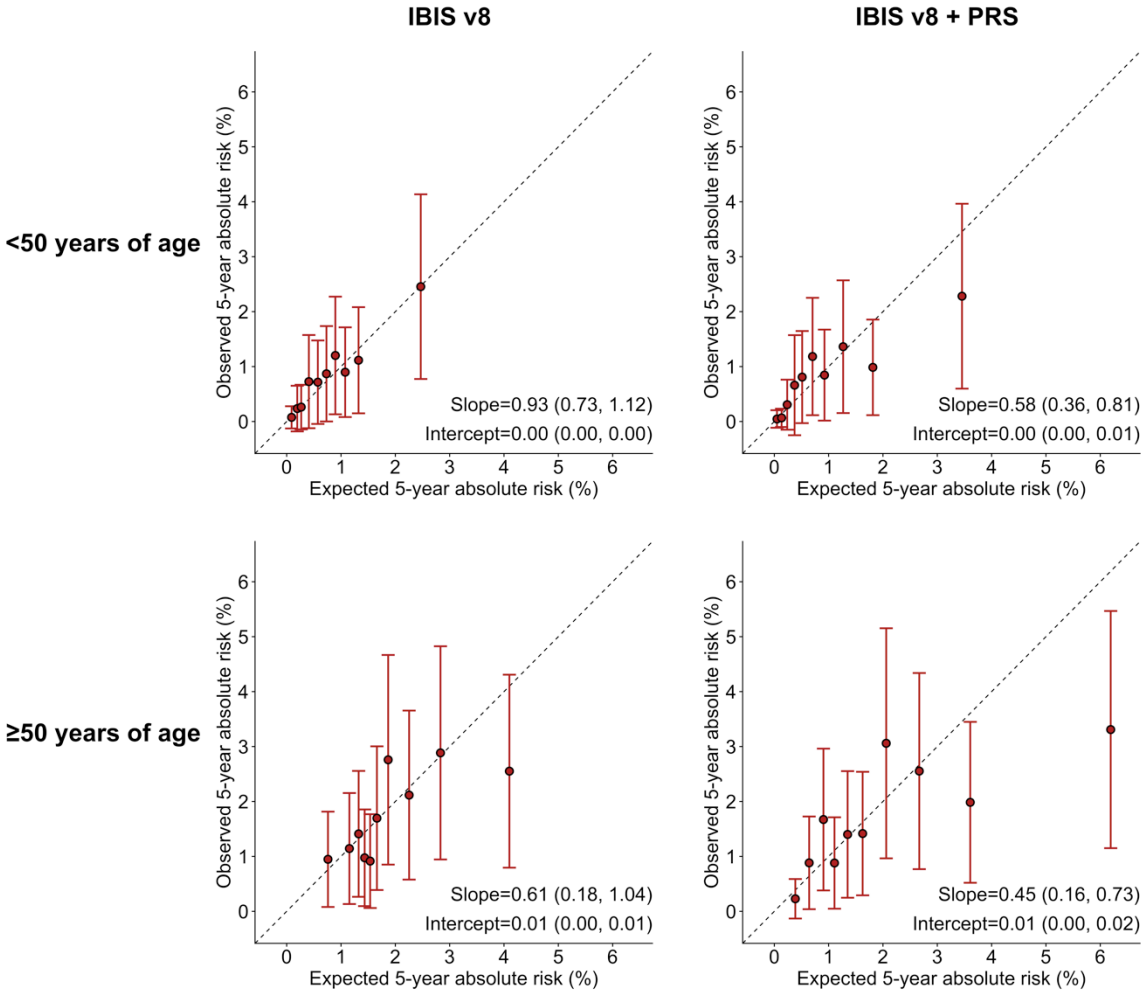 IBIS v8
IBIS v8 + PRS
<50 years of age
Observed 5-year absolute risk (%)
6
5
4
3
2
1
0
Slope=0.93 (0.73, 1.12)
Intercept=0.00 (0.00, 0.00)
0 1 2 3 4 5 6
Expected 5-year absolute risk (%)
Observed 5-year absolute risk (%)
6
5
4
3
2
1
0
Slope=0.58 (0.36, 0.81)
Intercept=0.00 (0.00, 0.01)
0 1 2 3 4 5 6
Expected 5-year absolute risk (%)
≥50 years of age
Observed 5-year absolute risk (%)
6
5
4
3
2
1
0
Slope=0.61 (0.18, 1.04)
Intercept=0.01 (0.00, 0.01)
0 1 2 3 4 5 6
Expected 5-year absolute risk (%)
Observed 5-year absolute risk (%)
6
5
4
3
2
1
0
Slope=0.45 (0.16, 0.73)
Intercept=0.01 (0.00, 0.02)
0 1 2 3 4 5 6
Expected 5-year absolute risk (%)